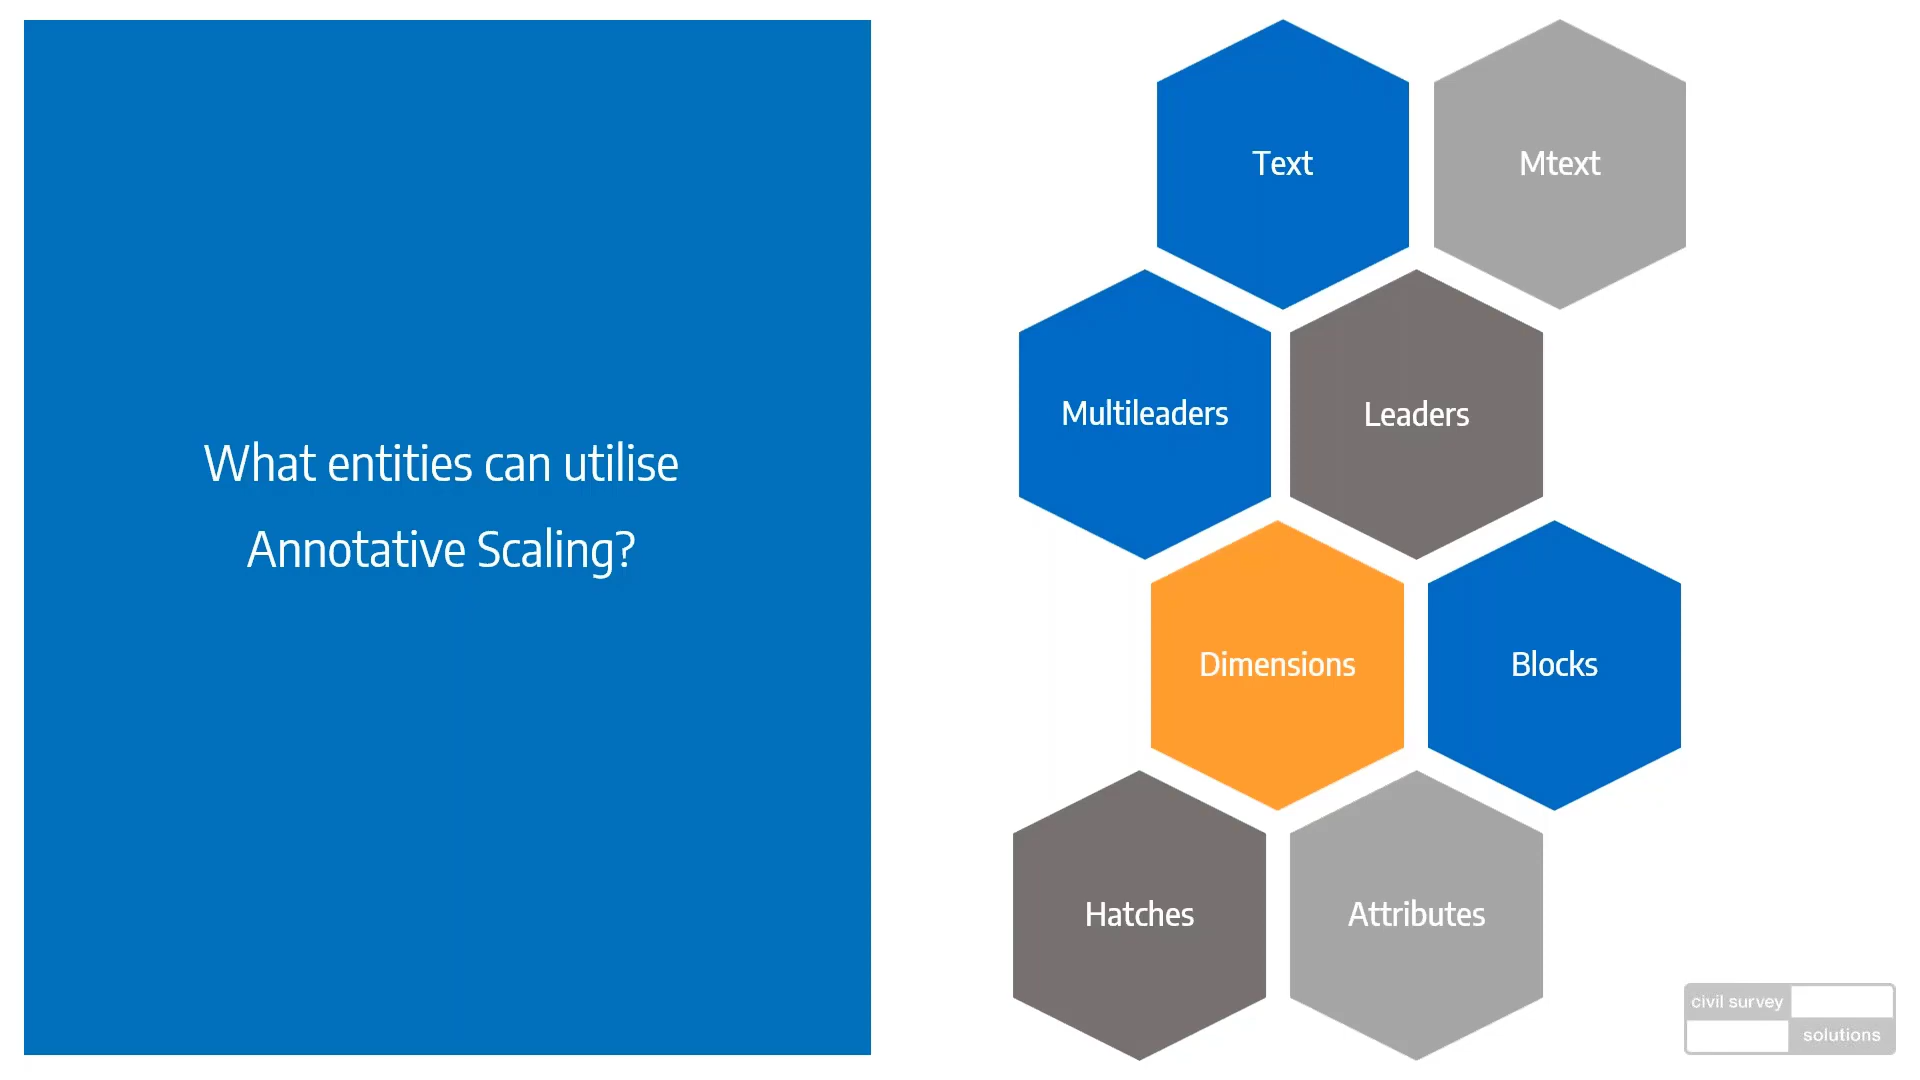 What entities can utilise
Annotative Scaling?
Text
Mtext
Multileaders
Leaders
Dimensions
Blocks
Hatches
Attributes
civil survey
solutions